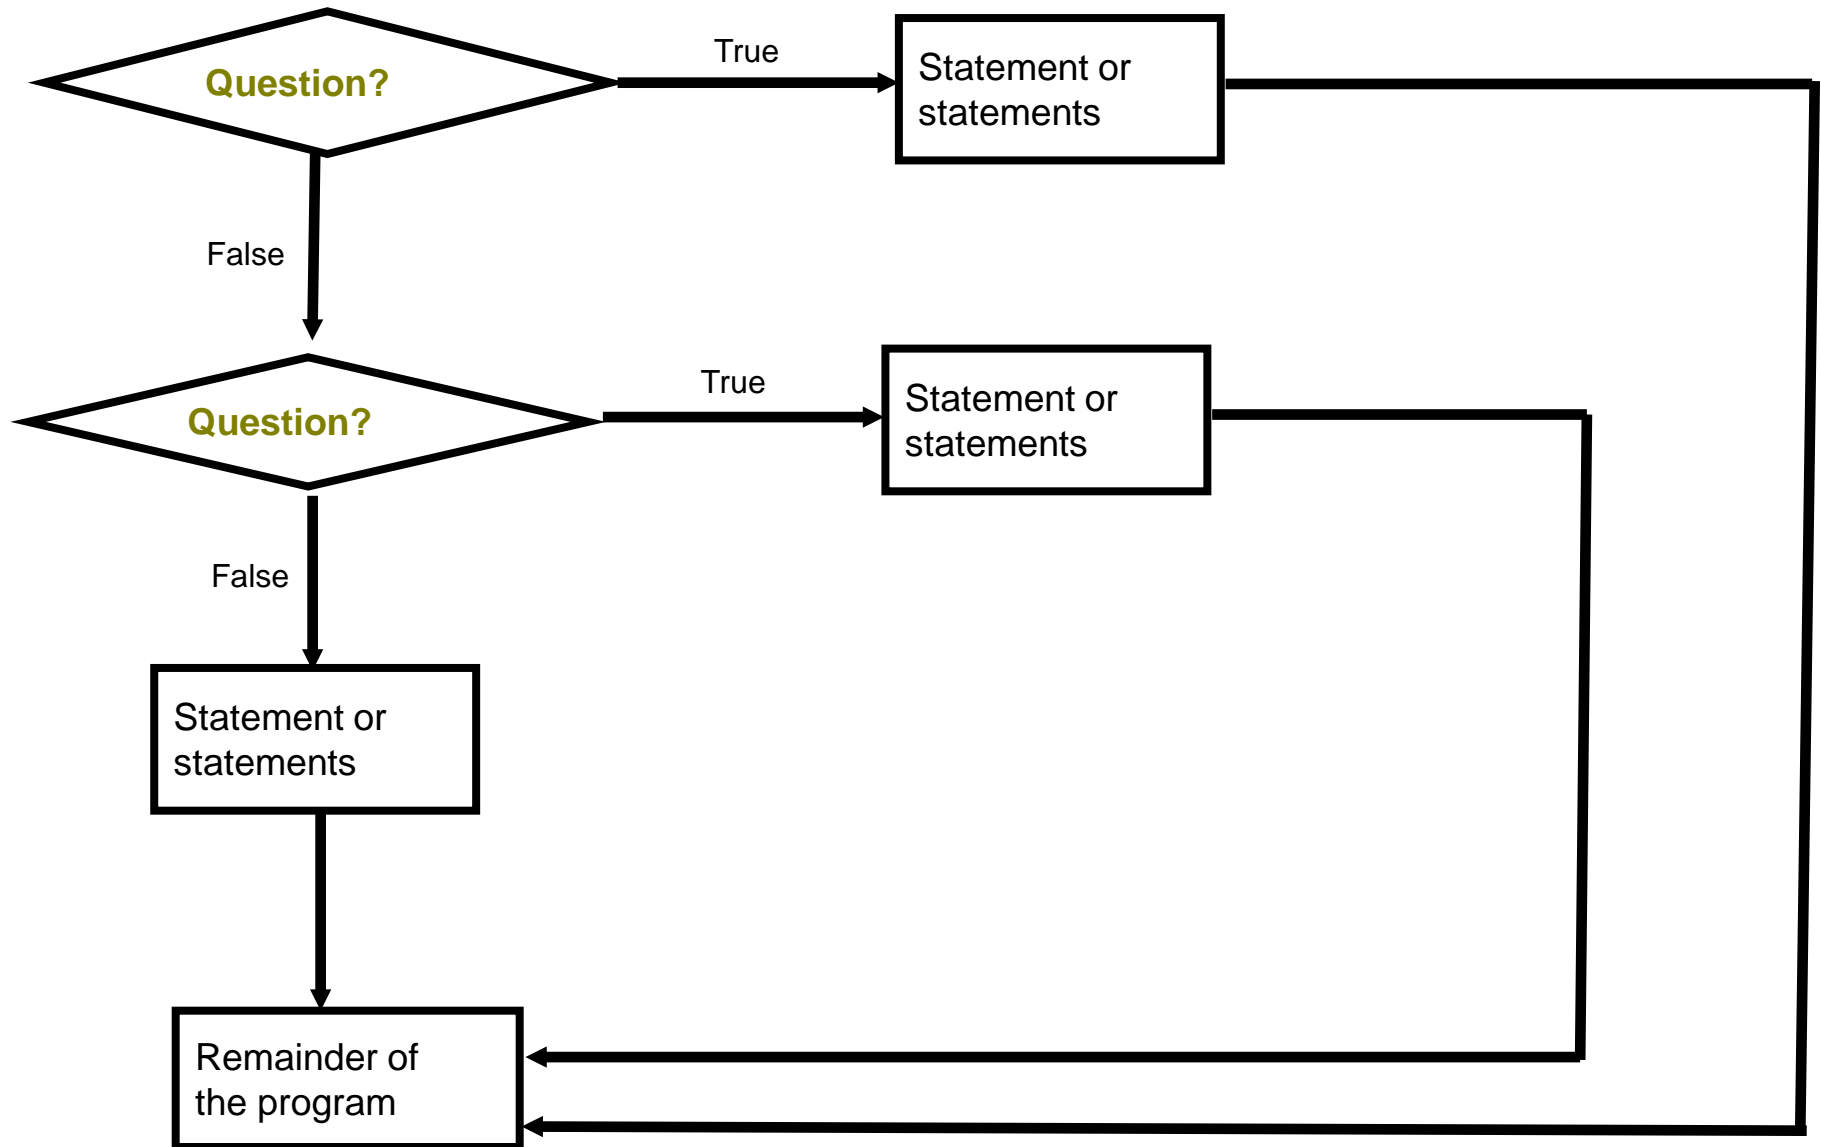 Question?
True
Statement or
statements
False
Question?
True
Statement or
statements
False
Statement or
statements
Remainder of
the program